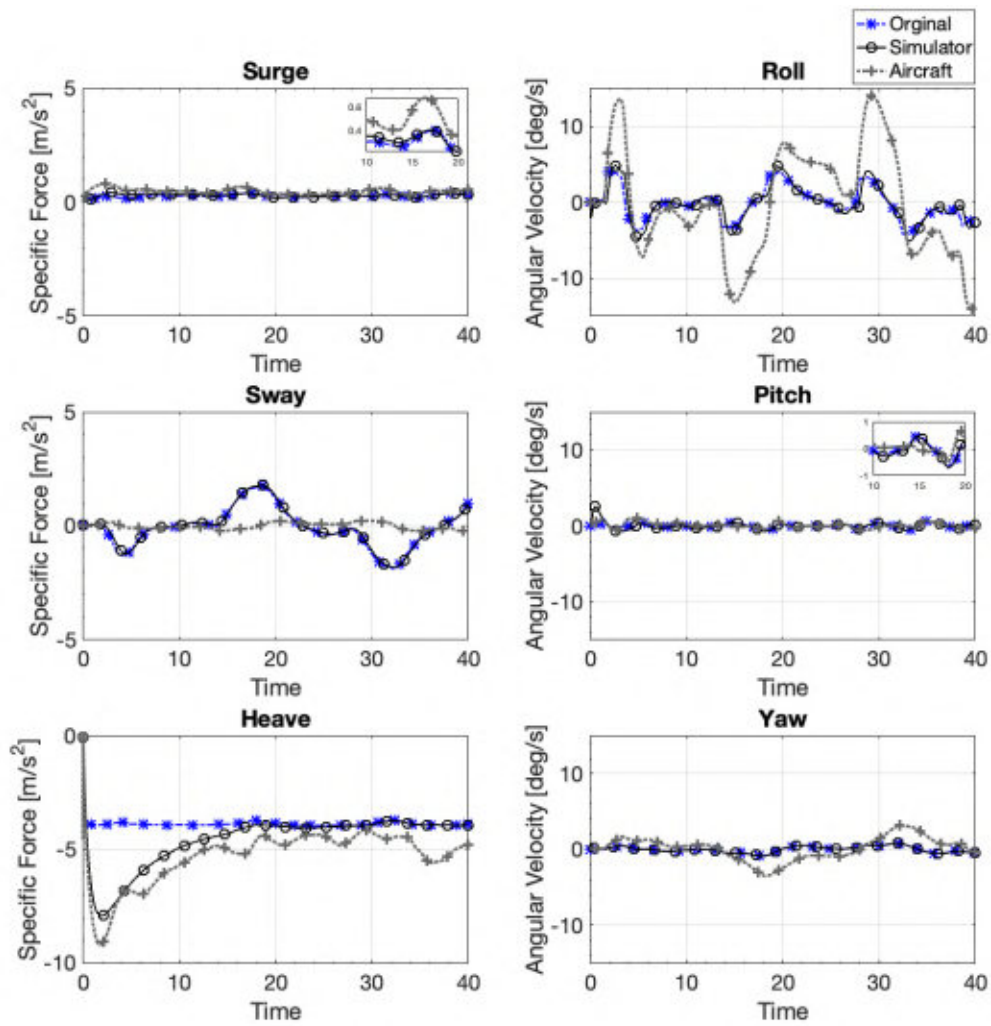 Orginal
Simulator
Aircraft
Surge
Specific Force [m/s2]
5
0
-5
0.6
0.4
10 15 20
0 10 20 30 40
Time
Roll
Angular Velocity [deg/s]
10
0
-10
0 10 20 30 40
Time
Sway
Specific Force [m/s2]
5
0
-5
0 10 20 30 40
Time
Pitch
Angular Velocity [deg/s]
10
0
-10
1
0
-1
10 15 20
0 10 20 30 40
Time
Heave
Specific Force [m/s2]
0
-5
-10
0 10 20 30 40
Time
Yaw
Angular Velocity [deg/s]
10
0
-10
0 10 20 30 40
Time